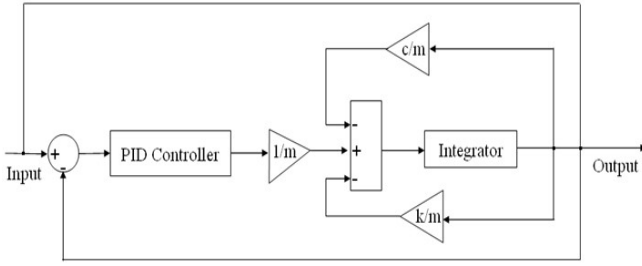 c/m
-
+
PID Controller
1/m
+
Integrator
-
-
Input
Output
k/m